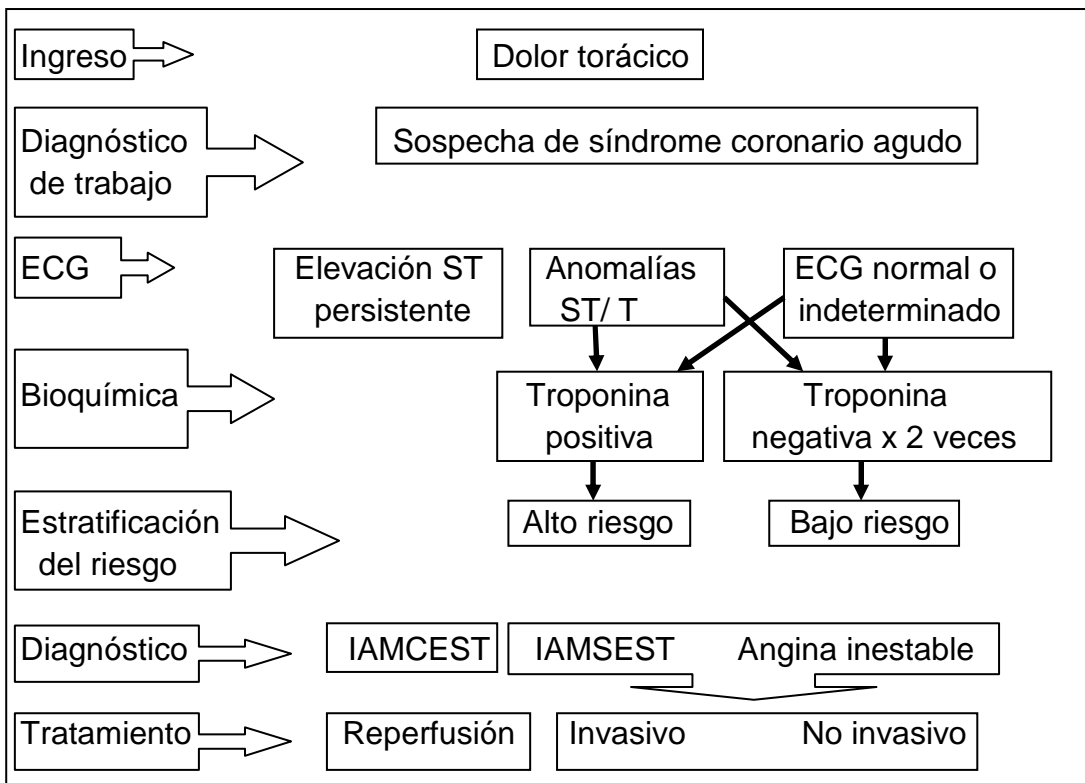 Ingreso
Dolor torácico
Diagnóstico
de trabajo
Sospecha de síndrome coronario agudo
ECG
Elevación ST
persistente
Anomalías
ST/ T
ECG normal o
indeterminado
Bioquímica
Troponina
positiva
Troponina
negativa x 2 veces
Estratificación
del riesgo
Alto riesgo
Bajo riesgo
Diagnóstico
IAMCEST
IAMSEST
Angina inestable
Tratamiento
Reperfusión
Invasivo
No invasivo